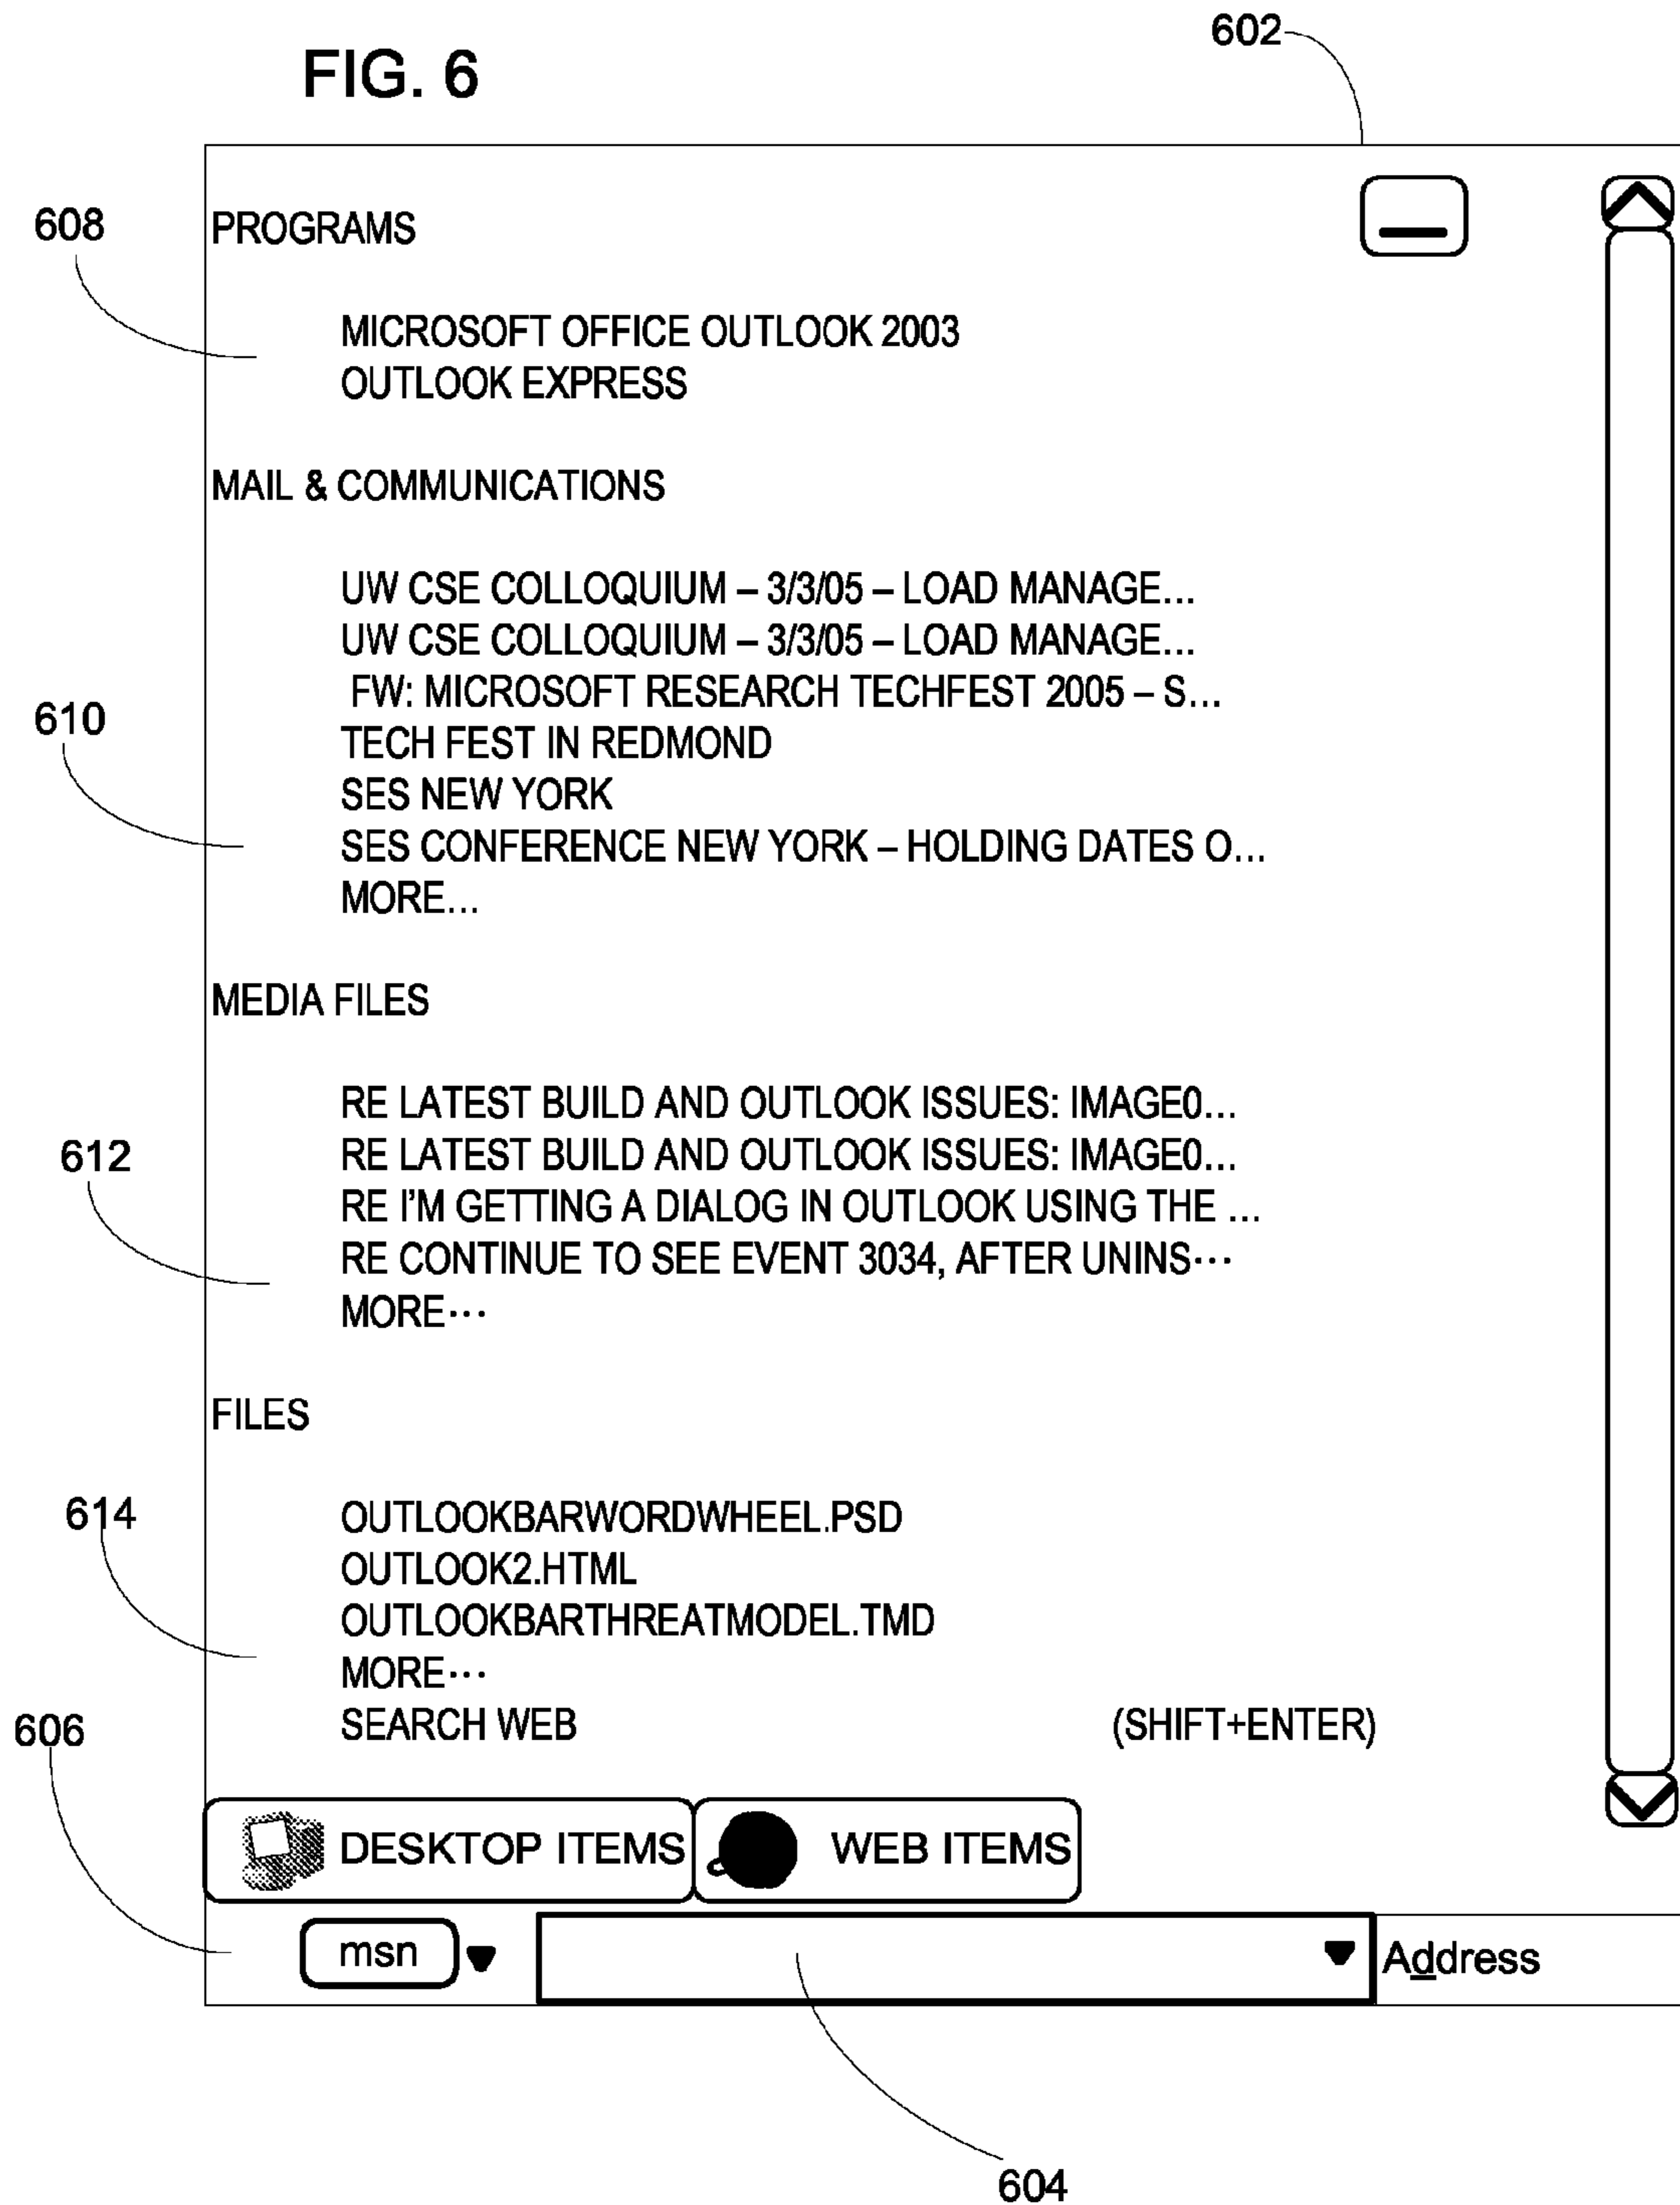 602
FIG. 6
608
PROGRAMS
MICROSOFT OFFICE OUTLOOK 2003
OUTLOOK EXPRESS
MAIL & COMMUNICATIONS
UW CSE COLLOQUIUM – 3/3/05 – LOAD MANAGE...
UW CSE COLLOQUIUM – 3/3/05 – LOAD MANAGE...
FW: MICROSOFT RESEARCH TECHFEST 2005 – S...
610
TECH FEST IN REDMOND
SES NEW YORK
SES CONFERENCE NEW YORK – HOLDING DATES O...
MORE...
MEDIA FILES
RE LATEST BUILD AND OUTLOOK ISSUES: IMAGE0...
612
RE LATEST BUILD AND OUTLOOK ISSUES: IMAGE0...
RE I'M GETTING A DIALOG IN OUTLOOK USING THE ...
RE CONTINUE TO SEE EVENT 3034, AFTER UNINS···
MORE···
FILES
614
OUTLOOKBARWORDWHEEL.PSD
OUTLOOK2.HTML
OUTLOOKBARTHREATMODEL.TMD
MORE···
606
SEARCH WEB (SHIFT+ENTER)
DESKTOP ITEMS WEB ITEMS
msn Address
604